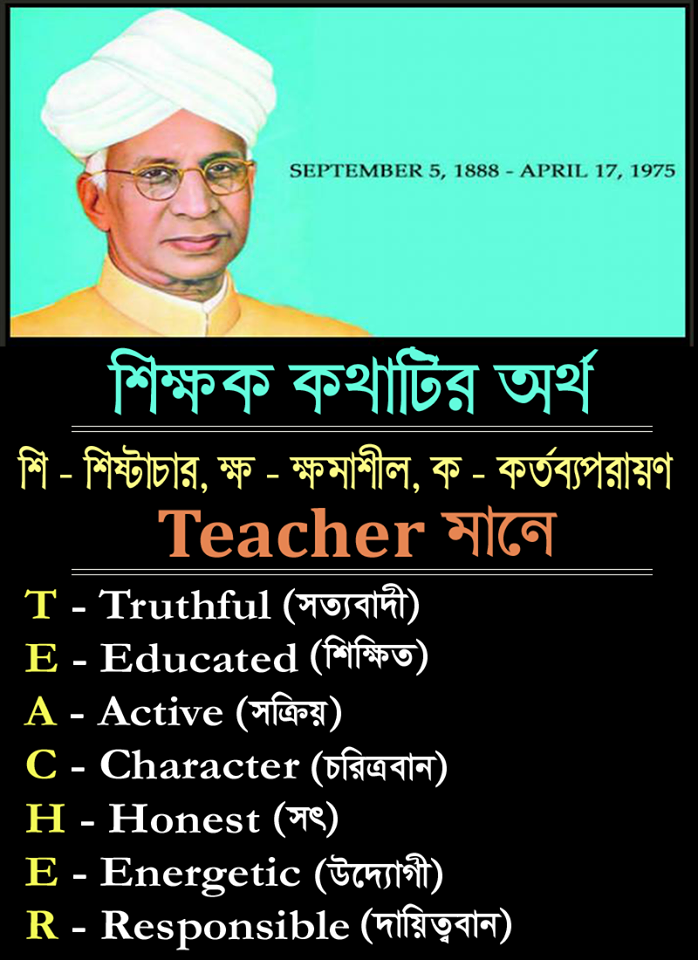 SEPTEMBER 5, 1888 - APRIL 17, 1975
শিক্ষক কথাটির অর্থ
শি - শিষ্টাচার, ক্ষ - ক্ষমাশীল, ক - কর্তব্যপরায়ণ
Teacher মানে
T - Truthful (সত্যবাদী)
E - Educated (শিক্ষিত)
A - Active (সক্রিয়)
C - Character (চরিত্রবান)
H - Honest (সৎ)
E - Energetic (উদ্যোগী)
R - Responsible (দায়িত্ববান)